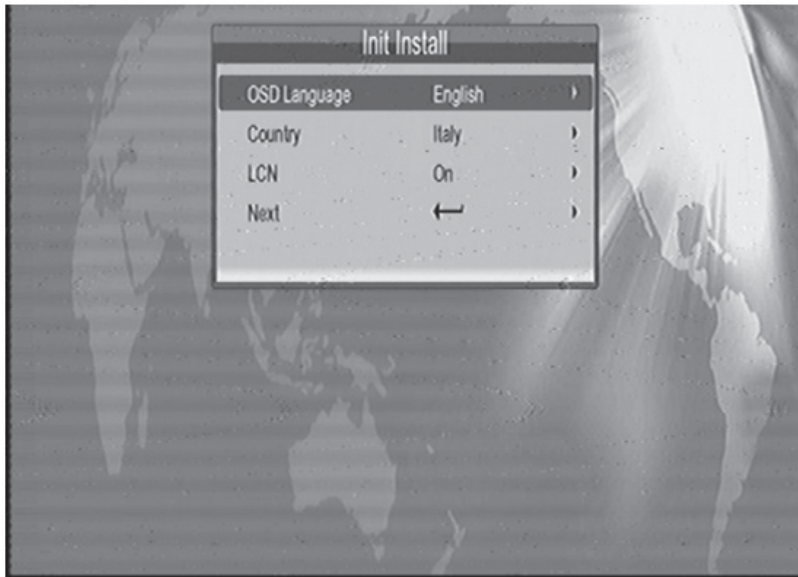 Init Install
OSD Language English
Country Italy
LCN On
Next